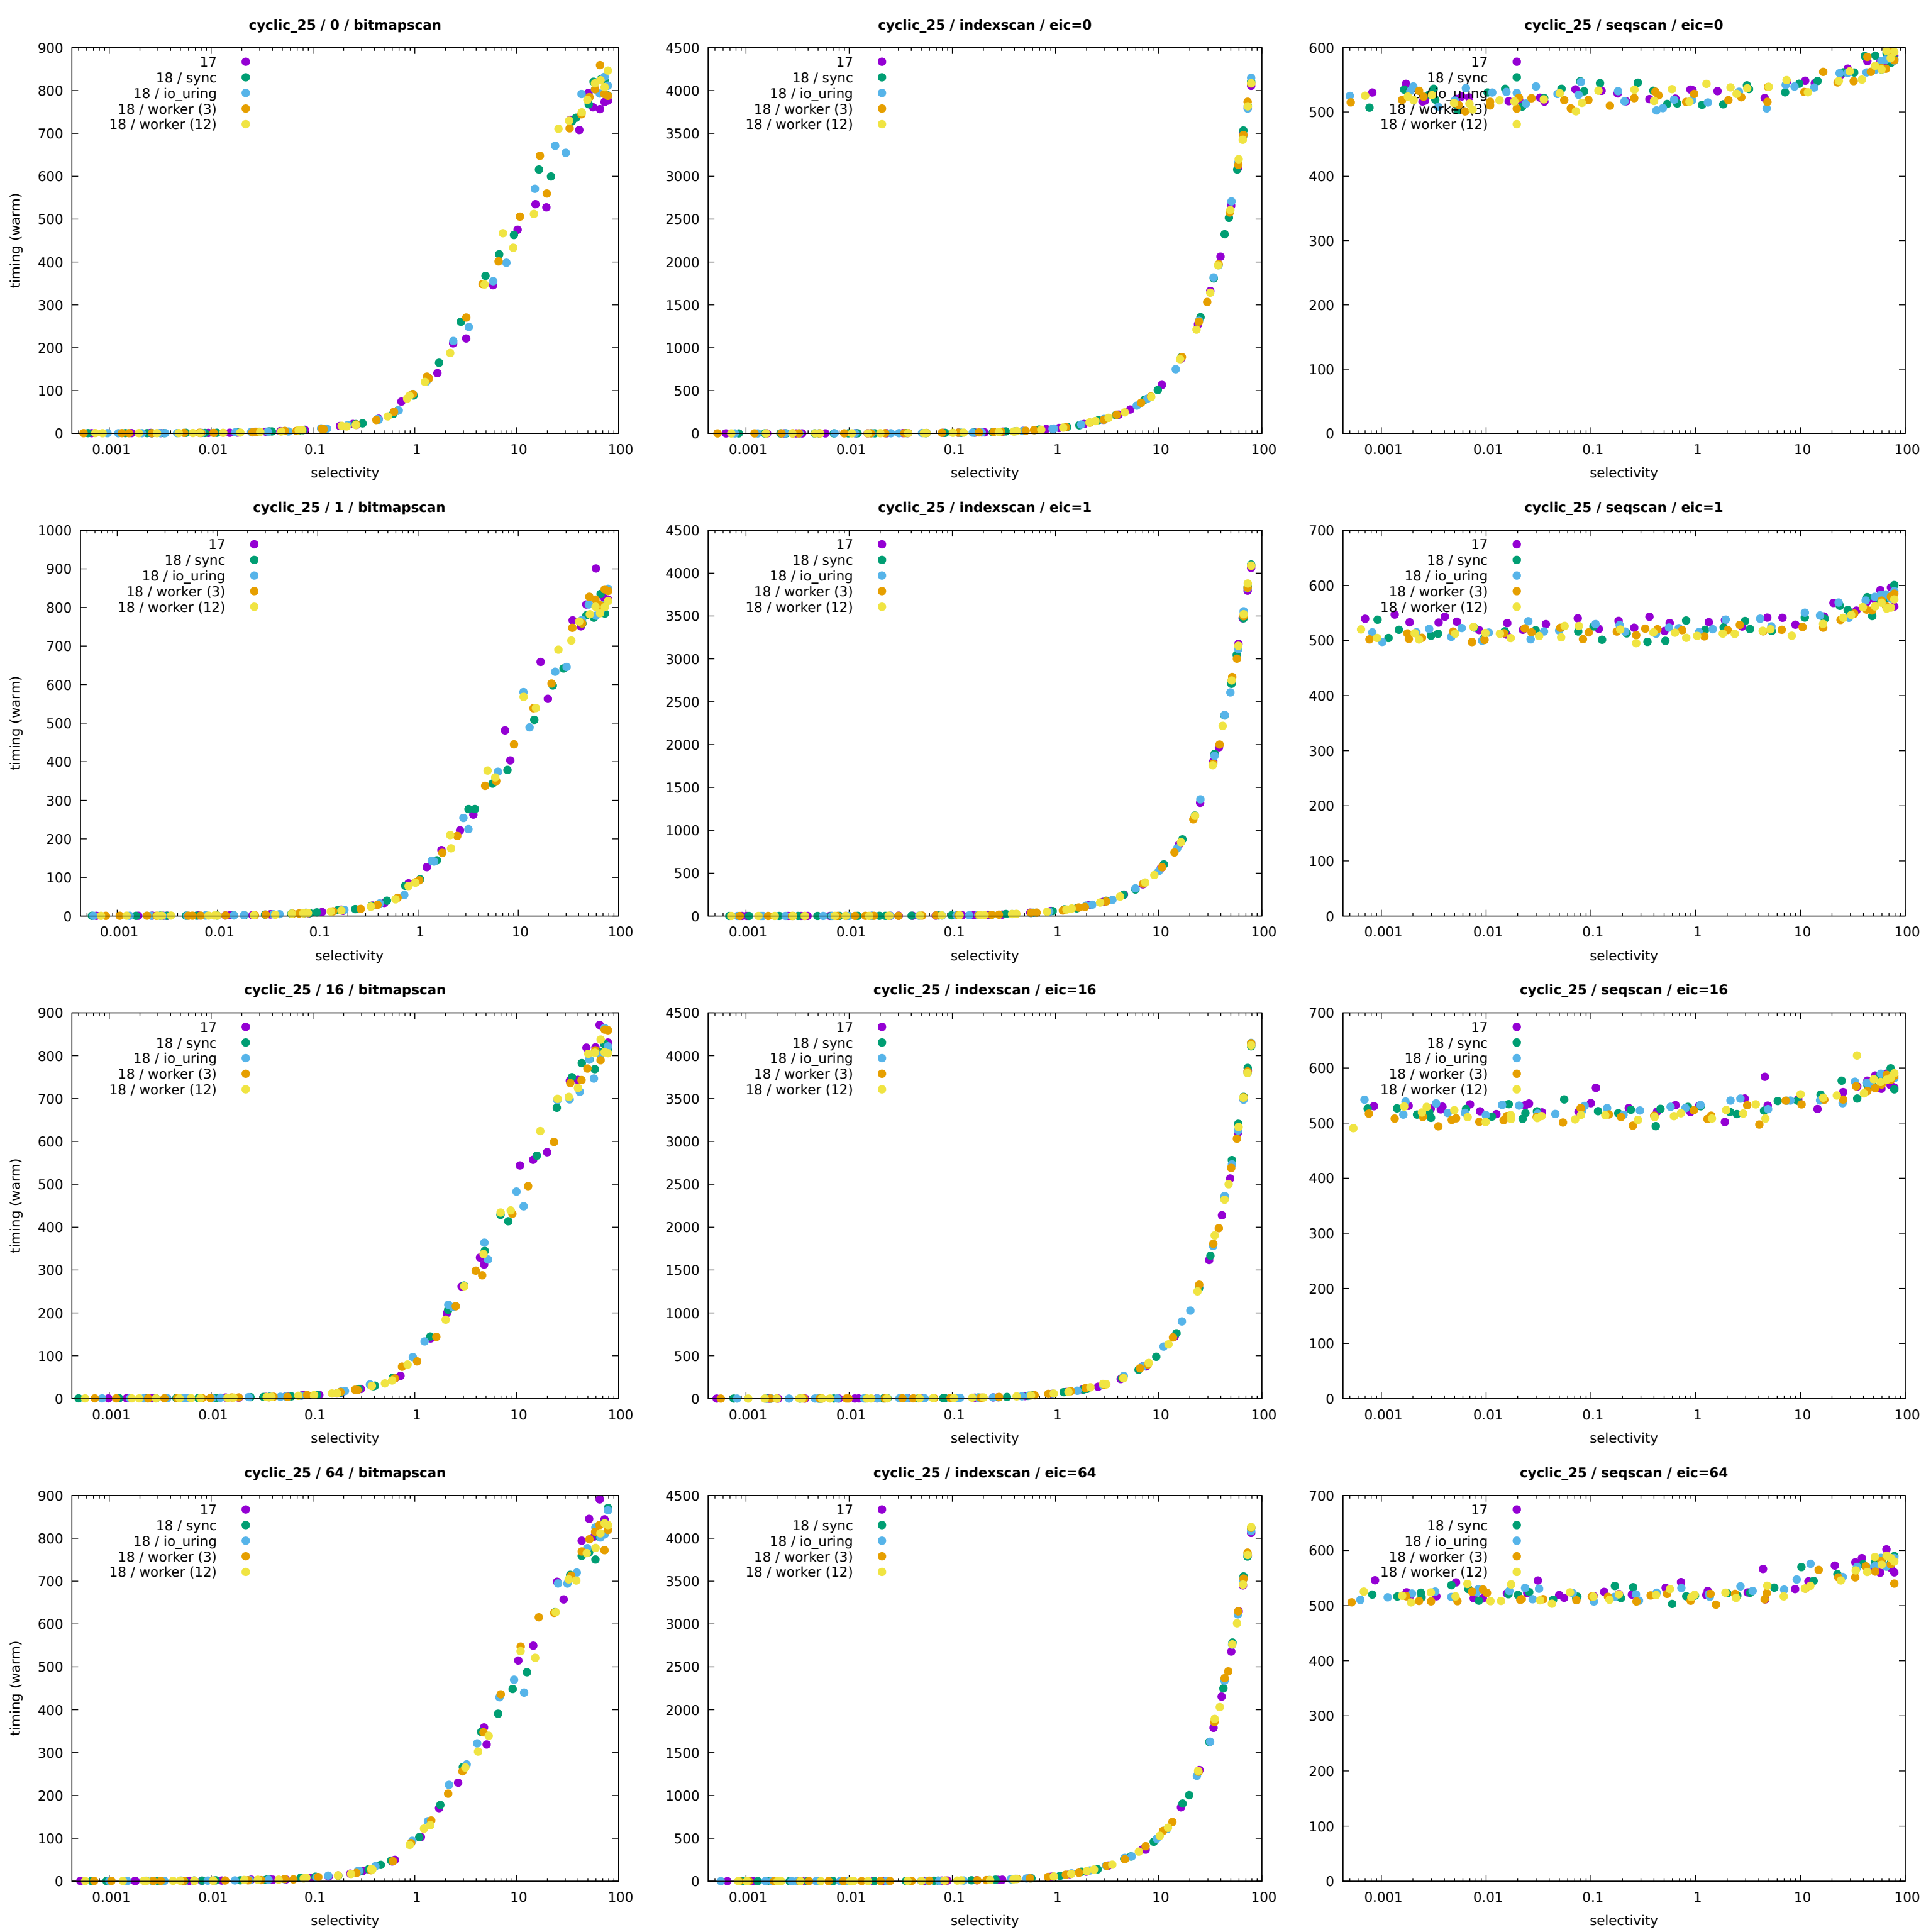 cyclic_25 / 0 / bitmapscan
900
800
700
600
500
400
300
200
100
0
0.001 0.01 0.1 1 10 100
timing (warm)
selectivity
17
18 / sync
18 / io_uring
18 / worker (3)
18 / worker (12)
cyclic_25 / indexscan / eic=0
4500
4000
3500
3000
2500
2000
1500
1000
500
0
0.001 0.01 0.1 1 10 100
selectivity
17
18 / sync
18 / io_uring
18 / worker (3)
18 / worker (12)
cyclic_25 / seqscan / eic=0
600
500
400
300
200
100
0
0.001 0.01 0.1 1 10 100
selectivity
17
18 / sync
18 / io_uring
18 / worker (3)
18 / worker (12)
cyclic_25 / 1 / bitmapscan
1000
900
800
700
600
500
400
300
200
100
0
0.001 0.01 0.1 1 10 100
timing (warm)
selectivity
17
18 / sync
18 / io_uring
18 / worker (3)
18 / worker (12)
cyclic_25 / indexscan / eic=1
4500
4000
3500
3000
2500
2000
1500
1000
500
0
0.001 0.01 0.1 1 10 100
selectivity
17
18 / sync
18 / io_uring
18 / worker (3)
18 / worker (12)
cyclic_25 / seqscan / eic=1
700
600
500
400
300
200
100
0
0.001 0.01 0.1 1 10 100
selectivity
17
18 / sync
18 / io_uring
18 / worker (3)
18 / worker (12)
cyclic_25 / 16 / bitmapscan
900
800
700
600
500
400
300
200
100
0
0.001 0.01 0.1 1 10 100
timing (warm)
selectivity
17
18 / sync
18 / io_uring
18 / worker (3)
18 / worker (12)
cyclic_25 / indexscan / eic=16
4500
4000
3500
3000
2500
2000
1500
1000
500
0
0.001 0.01 0.1 1 10 100
selectivity
17
18 / sync
18 / io_uring
18 / worker (3)
18 / worker (12)
cyclic_25 / seqscan / eic=16
700
600
500
400
300
200
100
0
0.001 0.01 0.1 1 10 100
selectivity
17
18 / sync
18 / io_uring
18 / worker (3)
18 / worker (12)
cyclic_25 / 64 / bitmapscan
900
800
700
600
500
400
300
200
100
0
0.001 0.01 0.1 1 10 100
timing (warm)
selectivity
17
18 / sync
18 / io_uring
18 / worker (3)
18 / worker (12)
cyclic_25 / indexscan / eic=64
4500
4000
3500
3000
2500
2000
1500
1000
500
0
0.001 0.01 0.1 1 10 100
selectivity
17
18 / sync
18 / io_uring
18 / worker (3)
18 / worker (12)
cyclic_25 / seqscan / eic=64
700
600
500
400
300
200
100
0
0.001 0.01 0.1 1 10 100
selectivity
17
18 / sync
18 / io_uring
18 / worker (3)
18 / worker (12)